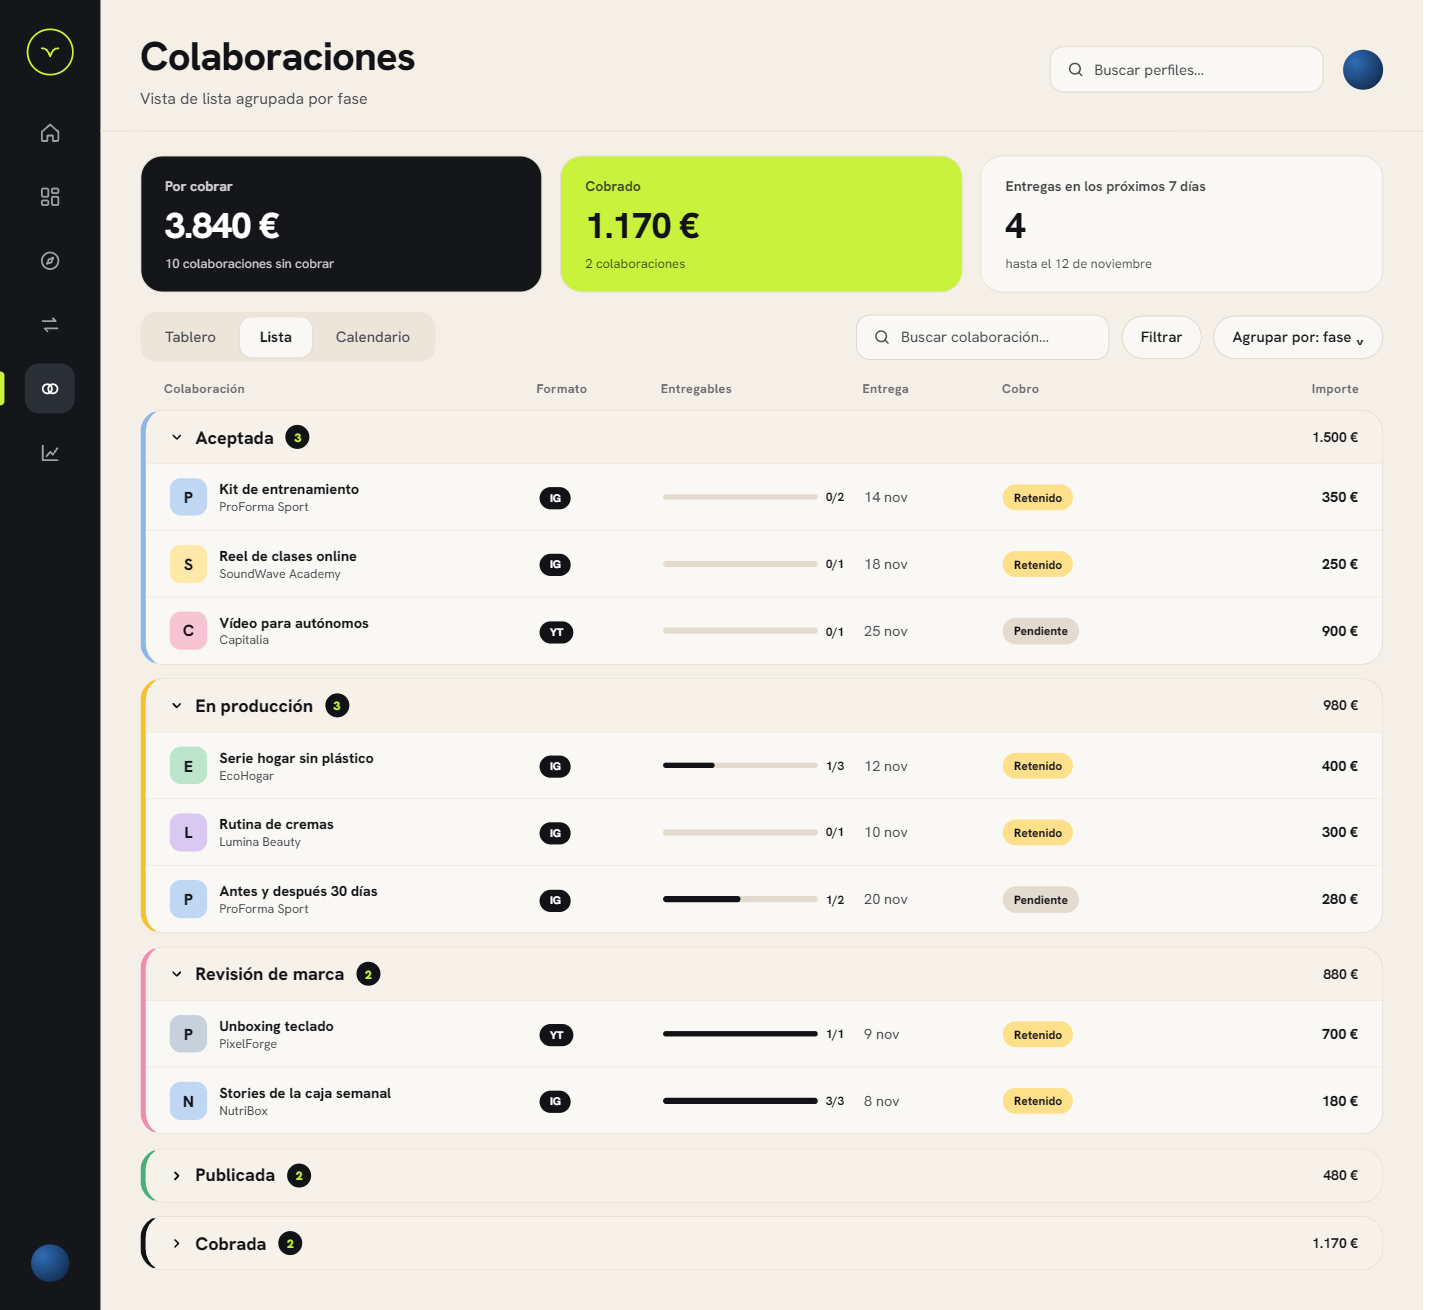 Colaboraciones
Vista de lista agrupada por fase
Buscar perfiles...
Por cobrar
3.840 €
10 colaboraciones sin cobrar
Cobrado
1.170 €
2 colaboraciones
Entregas en los próximos 7 días
4
hasta el 12 de noviembre
Tablero
Lista
Calendario
Buscar colaboración...
Filtrar
Agrupar por: fase
Colaboración Formato Entregables Entrega Cobro Importe
Aceptada 3 1.500 €
P Kit de entrenamiento IG 0/2 14 nov Retenido 350 €
ProForma Sport
S Reel de clases online IG 0/1 18 nov Retenido 250 €
SoundWave Academy
C Vídeo para autónomos YT 0/1 25 nov Pendiente 900 €
Capitalia
En producción 3 980 €
E Serie hogar sin plástico IG 1/3 12 nov Retenido 400 €
EcoHogar
L Rutina de cremas IG 0/1 10 nov Retenido 300 €
Lumina Beauty
P Antes y después 30 días IG 1/2 20 nov Pendiente 280 €
ProForma Sport
Revisión de marca 2 880 €
P Unboxing teclado YT 1/1 9 nov Retenido 700 €
PixelForge
N Stories de la caja semanal IG 3/3 8 nov Retenido 180 €
NutriBox
Publicada 2 480 €
Cobrada 2 1.170 €